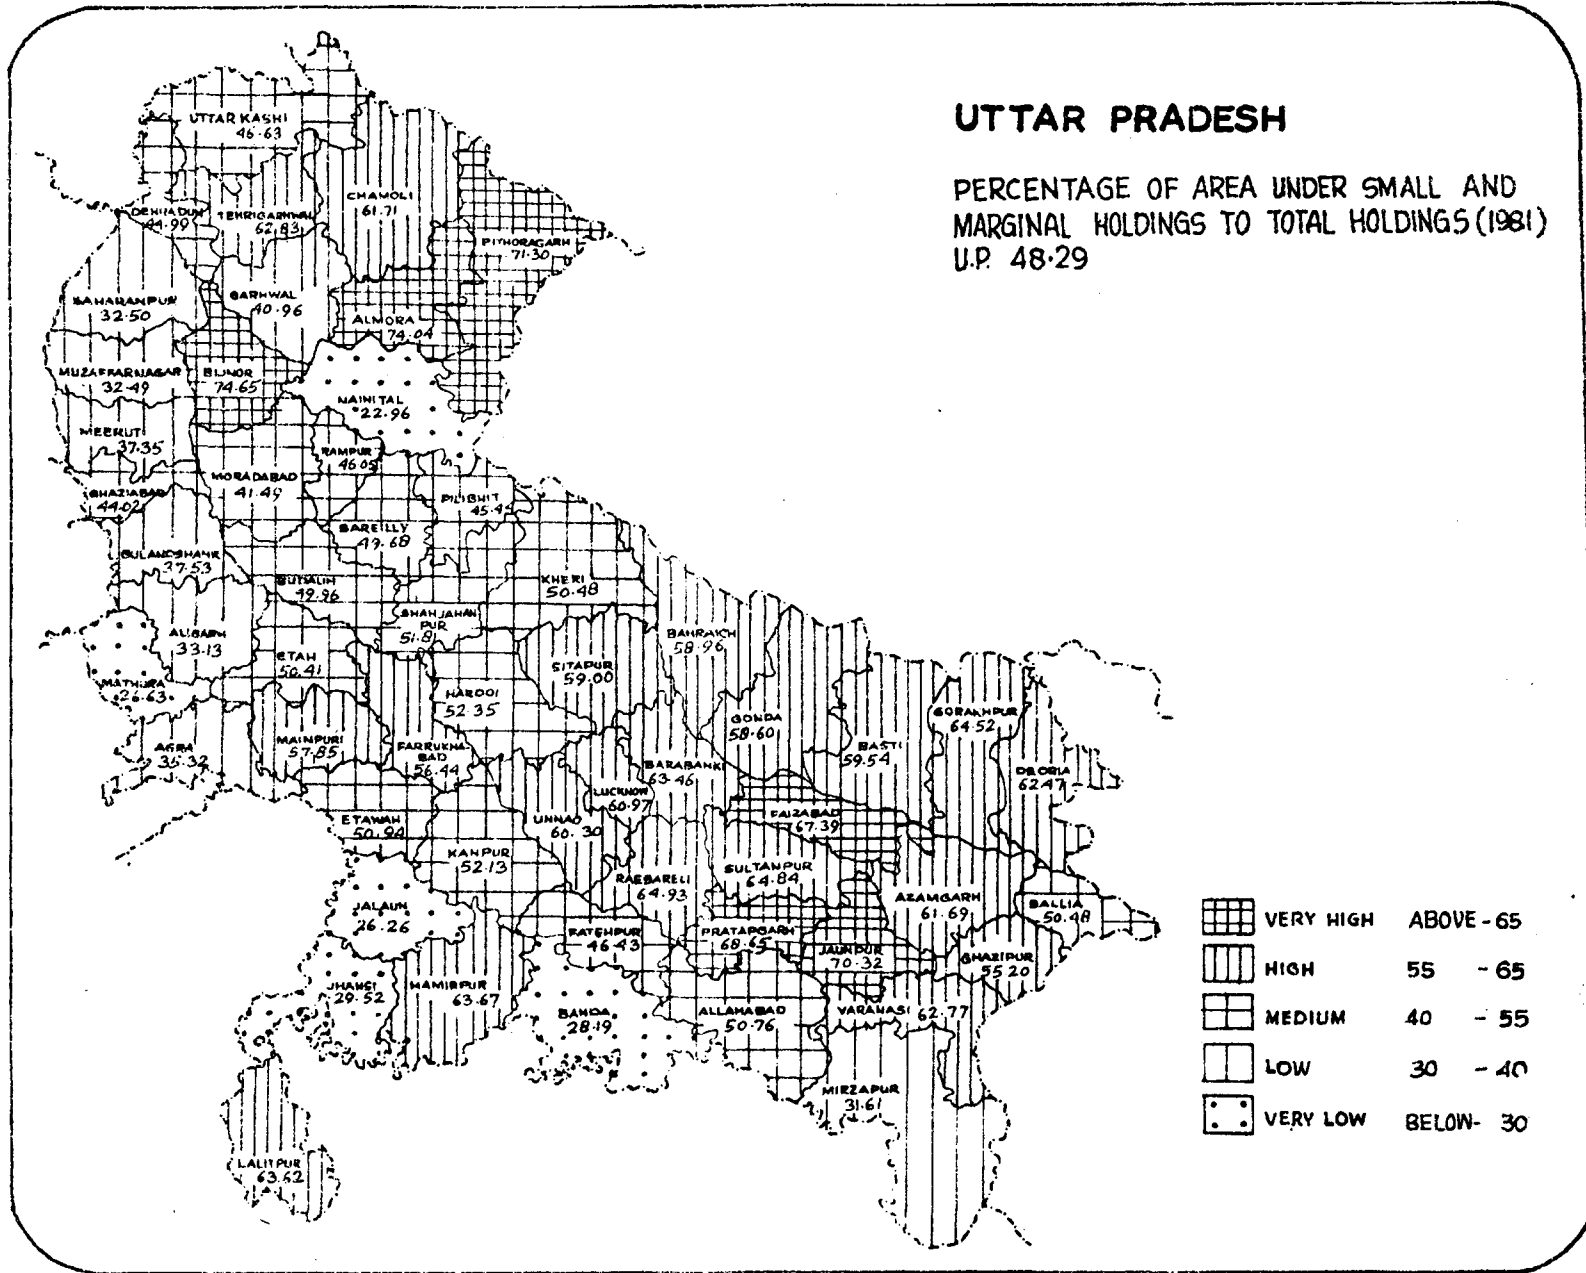 UTTAR PRADESH
PERCENTAGE OF AREA UNDER SMALL AND
MARGINAL HOLDINGS TO TOTAL HOLDINGS (1981)
U.P. 48.29
UTTAR KASHI
46.63
CHAMOLI
61.71
DEHRADUN
44.99
TEHRIGARHWAL
62.83
PITHORAGARH
71.30
SAHARANPUR
32.50
GARHWAL
40.96
ALMORA
74.04
MUZAFFARNAGAR
32.49
BIJNOR
74.65
NAINITAL
22.96
MEERUT
37.35
RAMPUR
46.05
MORADABAD
41.49
GHAZIABAD
44.02
PILIBHIT
45.4
BAREILLY
49.68
BULANDSHAHR
37.53
BUDAUN
49.96
KHERI
50.48
SHAHJAHAN
PUR
51.8
ALIGARH
33.13
ETAH
50.41
BAHRAICH
58.96
SITAPUR
59.00
MATHURA
26.63
HARDOI
52.35
GONDA
58.60
GORAKHPUR
64.52
AGRA
35.32
MAINPURI
57.85
FARRUKHA
BAD
56.44
BARABANKI
63.46
BASTI
59.54
DEORIA
62.47
LUCKNOW
60.97
ETAWAH
50.94
UNNAO
60.30
FAIZABAD
67.39
KANPUR
52.13
RAEBARELI
64.93
SULTANPUR
64.84
AZAMGARH
61.69
BALLIA
50.48
JALAUN
26.26
FATEHPUR
46.43
PRATAPGARH
68.65
JAUNPUR
70.32
GHAZIPUR
55.20
JHANSI
29.52
HAMIRPUR
63.67
BANDA
28.19
ALLAHABAD
50.76
VARANASI 62.77
MIRZAPUR
31.61
LALITPUR
63.62
VERY HIGH ABOVE - 65
HIGH 55 - 65
MEDIUM 40 - 55
LOW 30 - 40
VERY LOW BELOW - 30